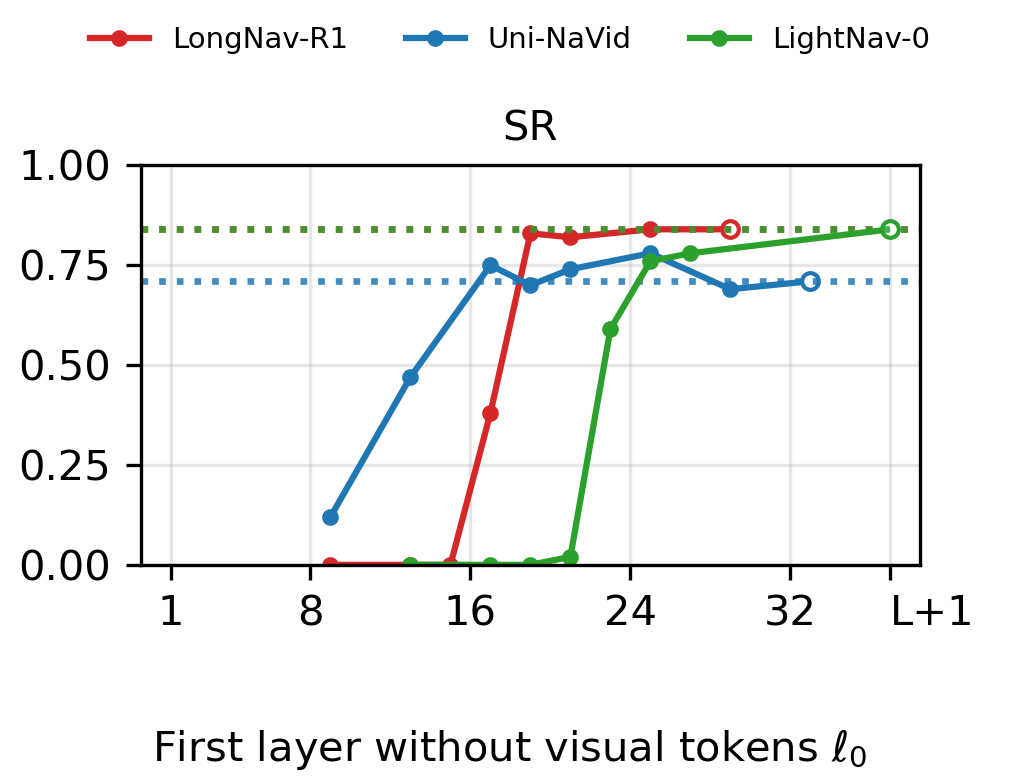 LongNav-R1 Uni-NaVid LightNav-0
SR
1.00
0.75
0.50
0.25
0.00
1 8 16 24 32 L+1
First layer without visual tokens ℓ₀